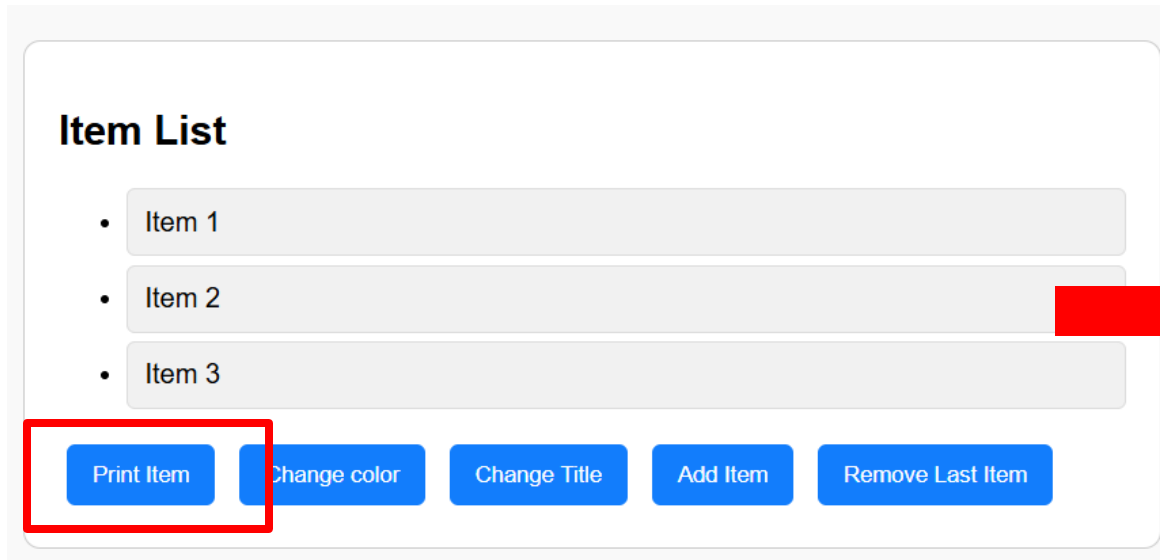 Item List
Item 1
Item 2
Item 3
Print Item Change color Change Title Add Item Remove Last Item